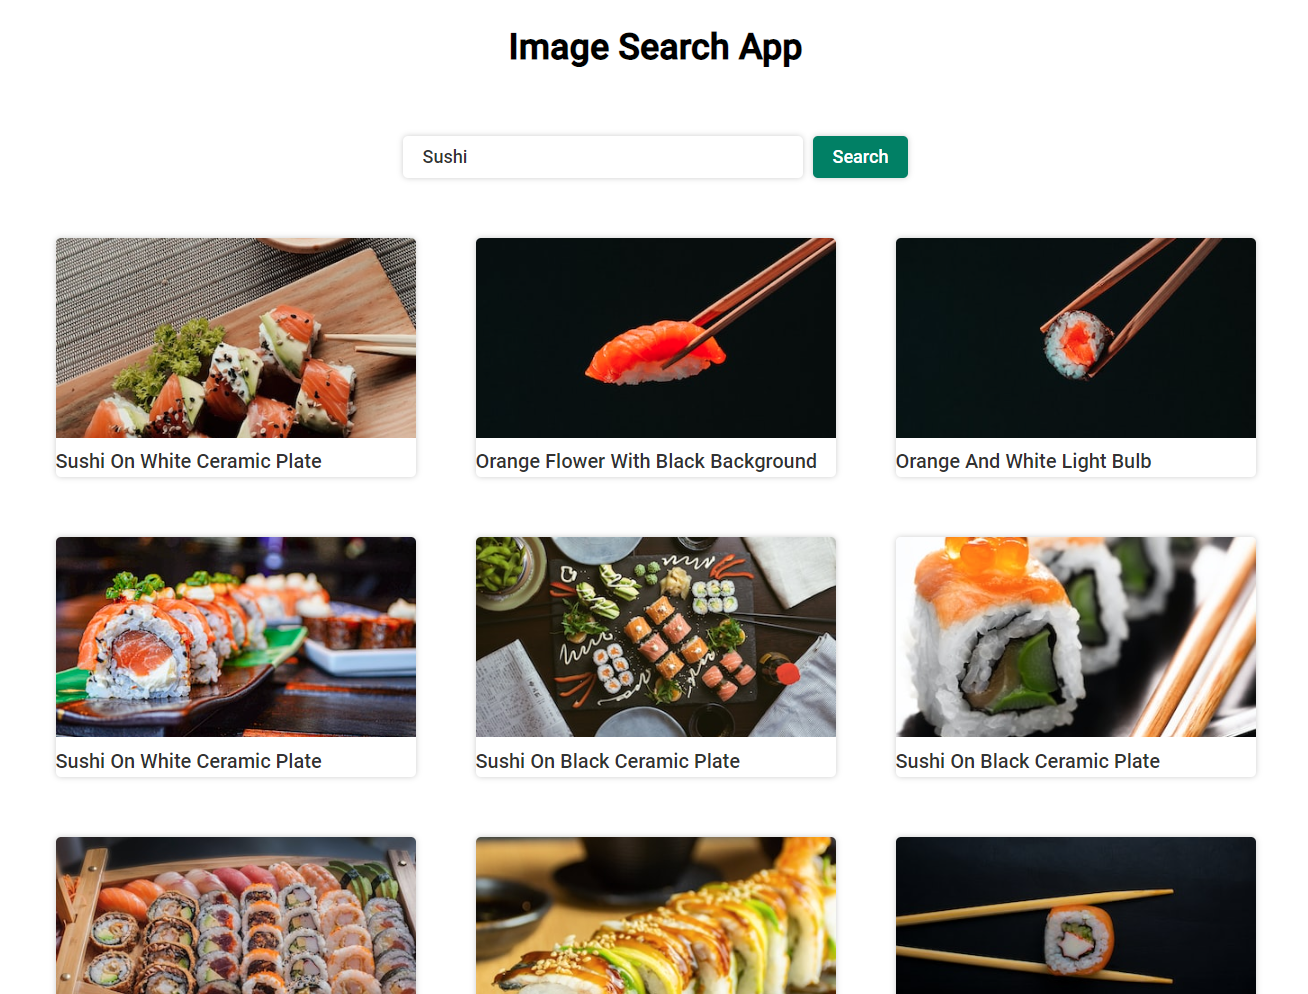 Image Search App
Sushi
Search
Sushi On White Ceramic Plate
Orange Flower With Black Background
Orange And White Light Bulb
Sushi On White Ceramic Plate
Sushi On Black Ceramic Plate
Sushi On Black Ceramic Plate